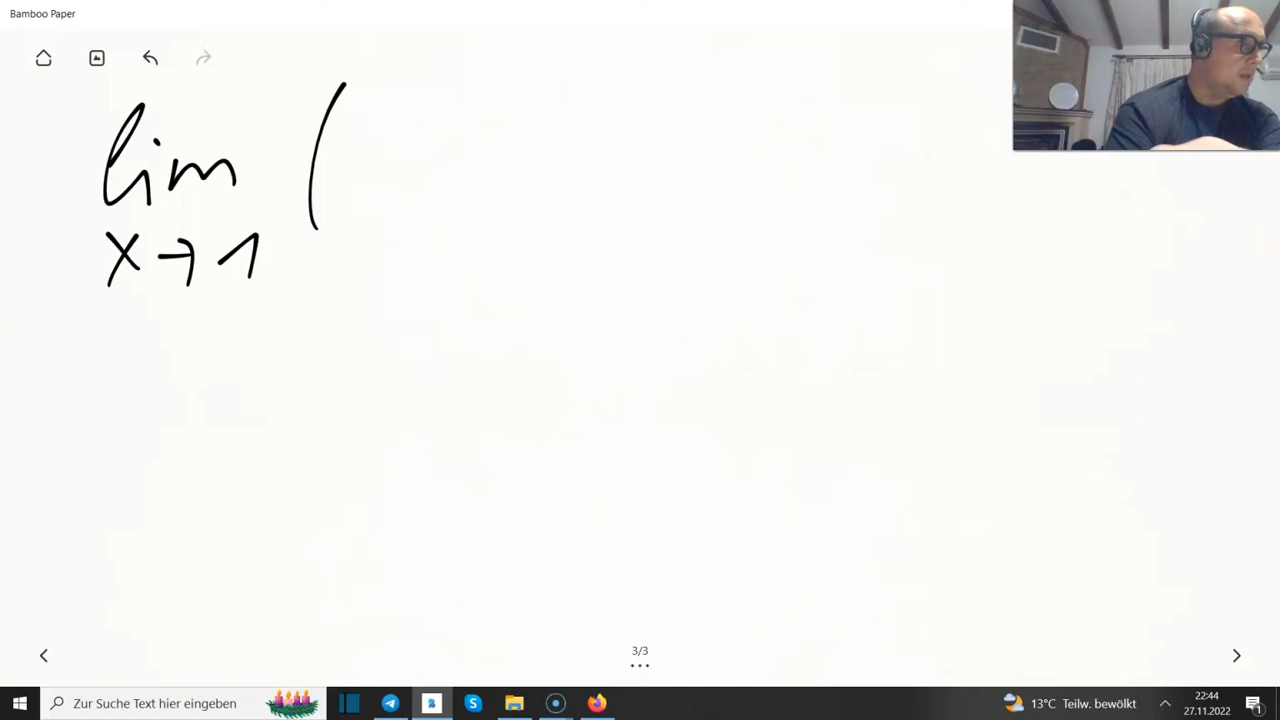 Bamboo Paper
lim (
x→1
3/3
Zur Suche Text hier eingeben
13°C Teilw. bewölkt
22:44
27.11.2022
1